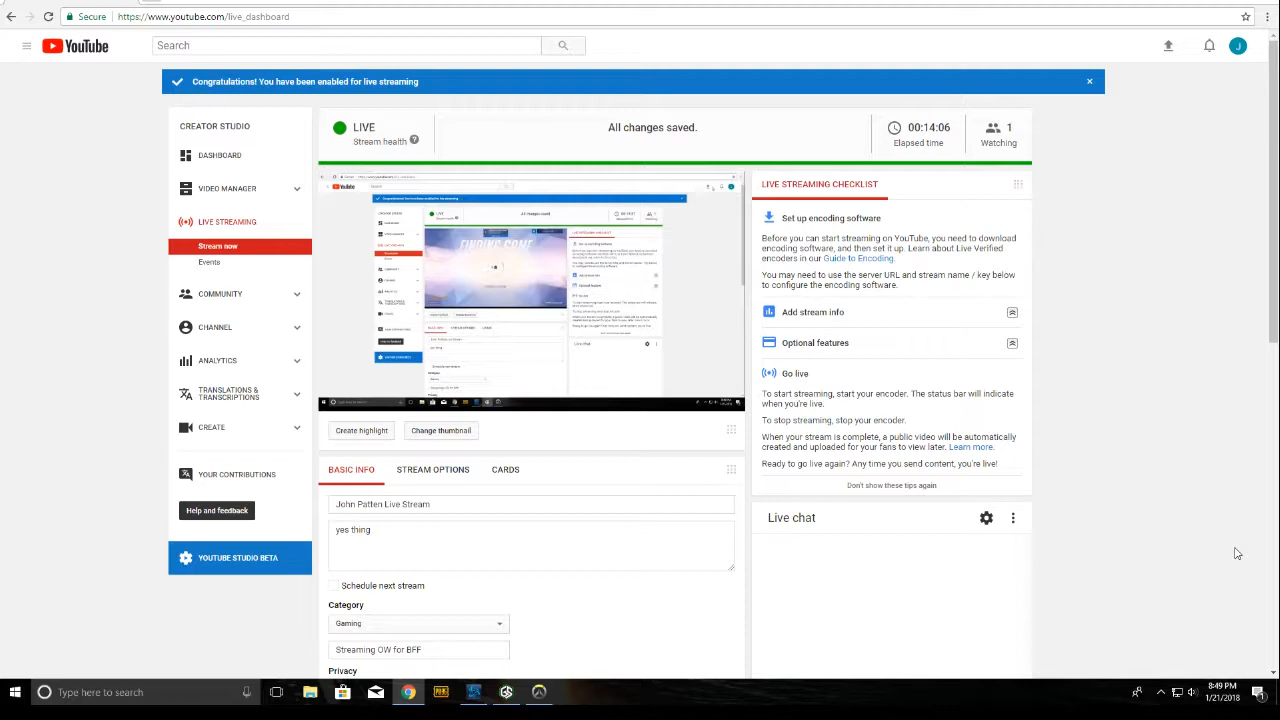 Secure
https://www.youtube.com/live_dashboard
YouTube
Search
J
Congratulations! You have been enabled for live streaming
CREATOR STUDIO
DASHBOARD
VIDEO MANAGER
LIVE STREAMING
Stream now
Events
COMMUNITY
CHANNEL
ANALYTICS
TRANSLATIONS &
TRANSCRIPTIONS
CREATE
YOUR CONTRIBUTIONS
Help and feedback
YOUTUBE STUDIO BETA
LIVE
Stream health
All changes saved.
00:14:06
Elapsed time
1
Watching
Create highlight
Change thumbnail
BASIC INFO
STREAM OPTIONS
CARDS
John Patten Live Stream
yes thing
Schedule next stream
Category
Gaming
Streaming OW for BFF
Privacy
LIVE STREAMING CHECKLIST
Set up encoding software
Before you can start streaming on YouTube, you need to download
encoding software, and then set it up. Learn about Live Verified
encoders in our Guide to Encoding.
You may need to use the server URL and stream name / key below
to configure the encoding software.
Add stream info
Optional features
Go live
To start streaming, start your encoder. The status bar will indicate
when you're live.
To stop streaming, stop your encoder.
When your stream is complete, a public video will be automatically
created and uploaded for your fans to view later. Learn more.
Ready to go live again? Any time you send content, you're live!
Don't show these tips again
Live chat
Type here to search
8:49 PM
1/21/2018